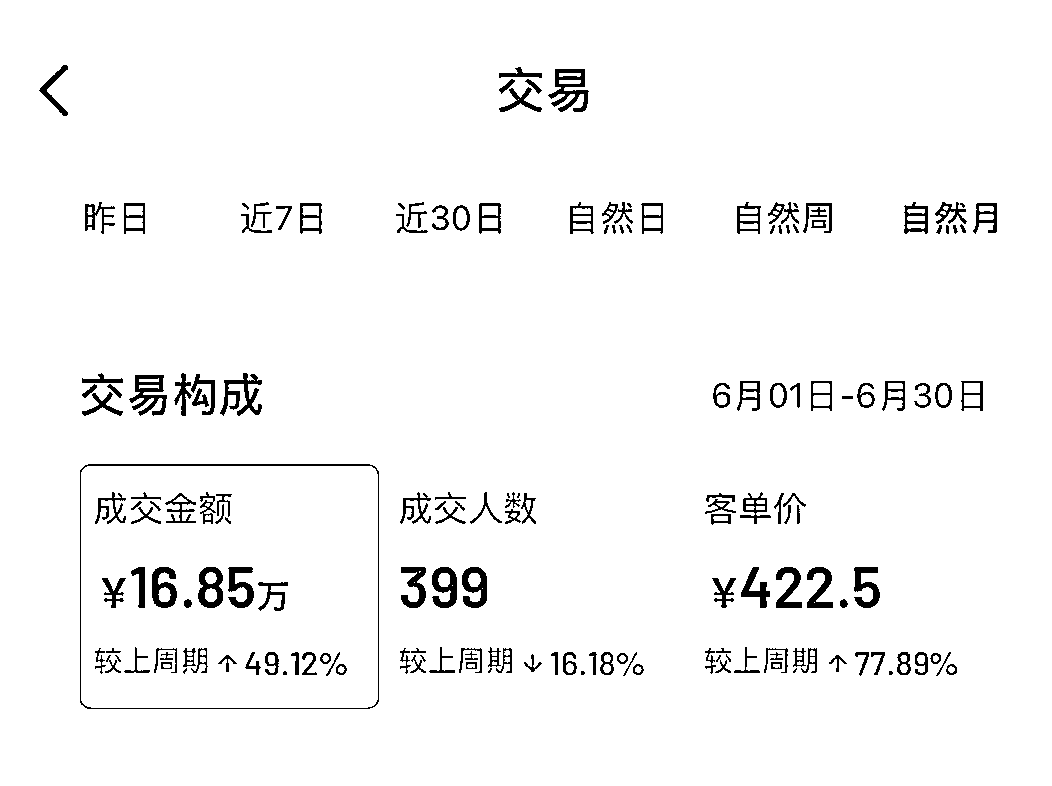 交易
昨日 近7日 近30日 自然日 自然周 自然月
交易构成 6月01日-6月30日
成交金额 成交人数 客单价
¥16.85万 399 ¥422.5
较上周期↑49.12% 较上周期↓16.18% 较上周期↑77.89%